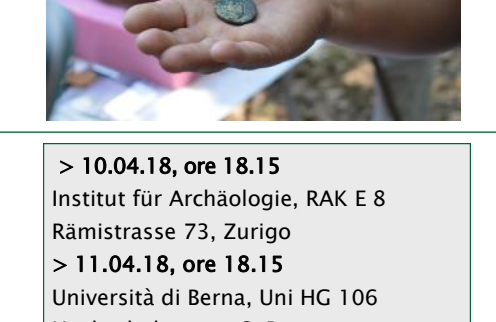 > 10.04.18, ore 18.15
Institut für Archäologie, RAK E 8
Rämistrasse 73, Zurigo
> 11.04.18, ore 18.15
Università di Berna, Uni HG 106